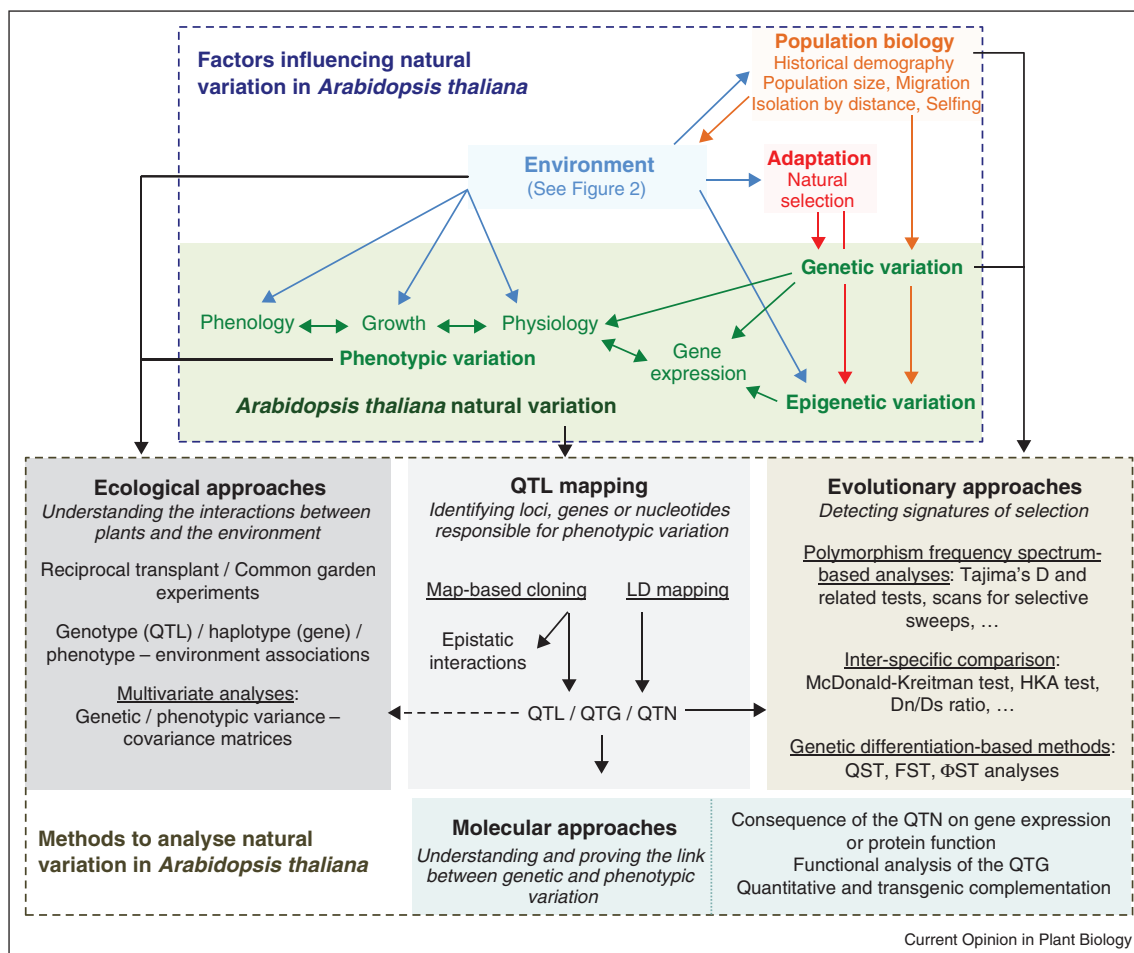 Factors influencing natural
variation in Arabidopsis thaliana
Population biology
Historical demography
Population size, Migration
Isolation by distance, Selfing
Environment
(See Figure 2)
Adaptation
Natural
selection
Genetic variation
Phenology
Growth
Physiology
Phenotypic variation
Gene
expression
Arabidopsis thaliana natural variation
Epigenetic variation
Ecological approaches
Understanding the interactions between
plants and the environment
Reciprocal transplant / Common garden
experiments
Genotype (QTL) / haplotype (gene) /
phenotype – environment associations
Multivariate analyses:
Genetic / phenotypic variance –
covariance matrices
QTL mapping
Identifying loci, genes or nucleotides
responsible for phenotypic variation
Map-based cloning
LD mapping
Epistatic
interactions
QTL / QTG / QTN
Evolutionary approaches
Detecting signatures of selection
Polymorphism frequency spectrum-
based analyses: Tajima's D and
related tests, scans for selective
sweeps, …
Inter-specific comparison:
McDonald-Kreitman test, HKA test,
Dn/Ds ratio, …
Genetic differentiation-based methods:
QST, FST, ΦST analyses
Methods to analyse natural
variation in Arabidopsis thaliana
Molecular approaches
Understanding and proving the link
between genetic and phenotypic
variation
Consequence of the QTN on gene expression
or protein function
Functional analysis of the QTG
Quantitative and transgenic complementation
Current Opinion in Plant Biology